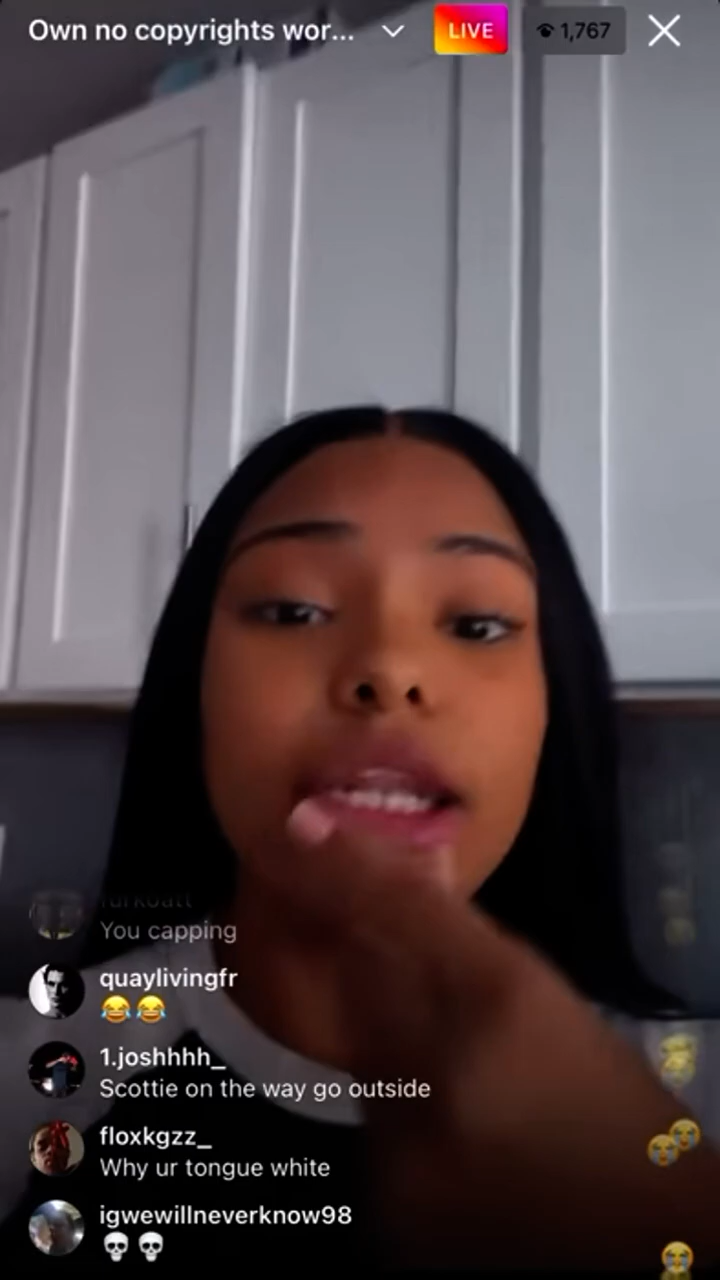 Own no copyrights wor...
LIVE
1,767
You capping
quaylivingfr
😂😂
1.joshhhh_
Scottie on the way go outside
floxkgzz_
Why ur tongue white
igwewillneverknow98
💀💀